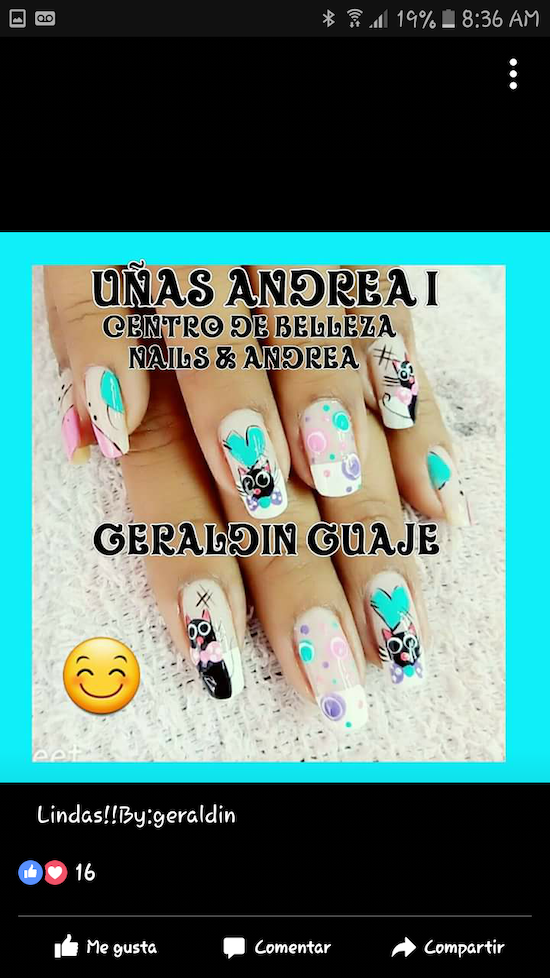 19% 8:36 AM
UÑAS ANDREA I
CENTRO DE BELLEZA
NAILS & ANDREA
GERALDIN GUAJE
eet
Lindas!!By:geraldin
16
Me gusta Comentar Compartir